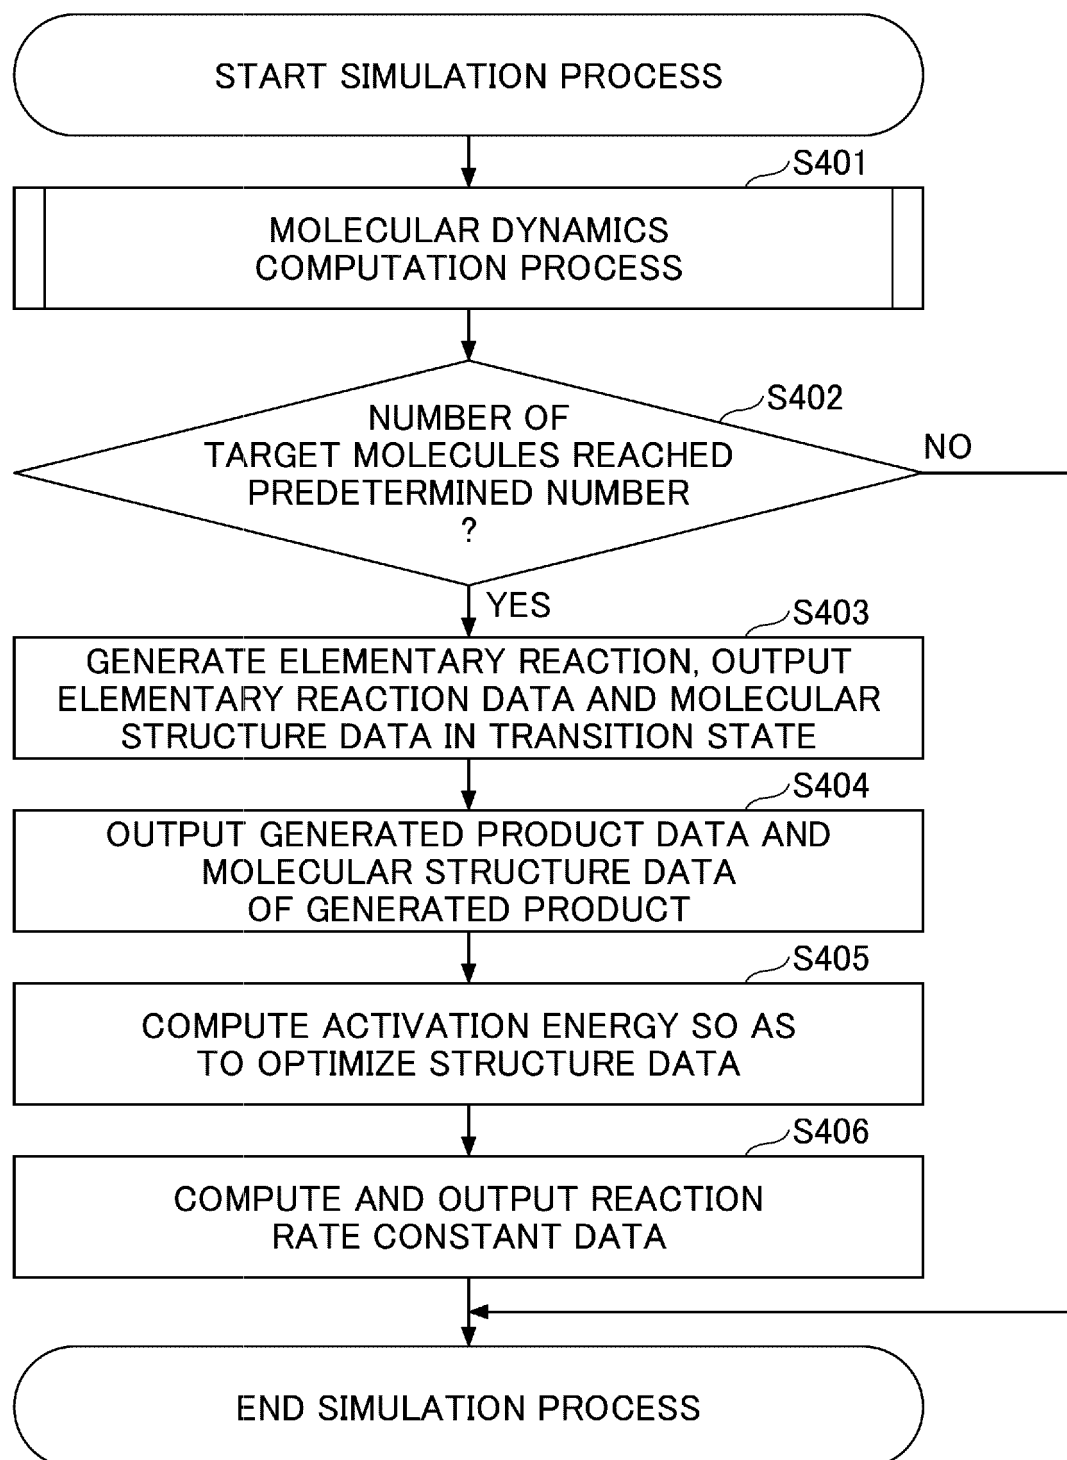 START SIMULATION PROCESS
S401
MOLECULAR DYNAMICS
COMPUTATION PROCESS
S402
NUMBER OF
TARGET MOLECULES REACHED
PREDETERMINED NUMBER
?
NO
YES
S403
GENERATE ELEMENTARY REACTION, OUTPUT
ELEMENTARY REACTION DATA AND MOLECULAR
STRUCTURE DATA IN TRANSITION STATE
S404
OUTPUT GENERATED PRODUCT DATA AND
MOLECULAR STRUCTURE DATA
OF GENERATED PRODUCT
S405
COMPUTE ACTIVATION ENERGY SO AS
TO OPTIMIZE STRUCTURE DATA
S406
COMPUTE AND OUTPUT REACTION
RATE CONSTANT DATA
END SIMULATION PROCESS